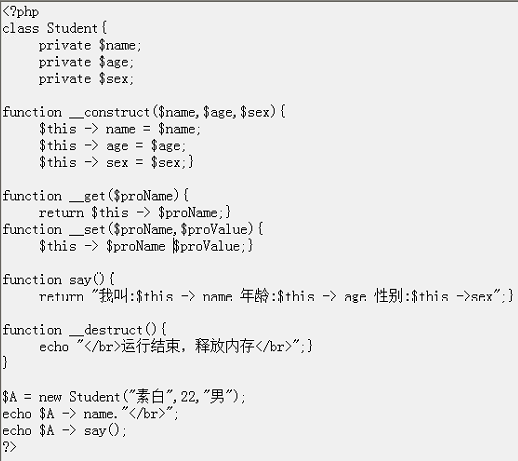 <?php
class Student{
private $name;
private $age;
private $sex;
function __construct($name,$age,$sex){
$this -> name = $name;
$this -> age = $age;
$this -> sex = $sex;}
function __get($proName){
return $this -> $proName;}
function __set($proName,$proValue){
$this -> $proName $proValue;}
function say(){
return "我叫:$this -> name 年龄:$this -> age 性别:$this ->sex";}
function __destruct(){
echo "</br>运行结束，释放内存</br>";}
}
$A = new Student("素白",22,"男");
echo $A -> name."</br>";
echo $A -> say();
?>